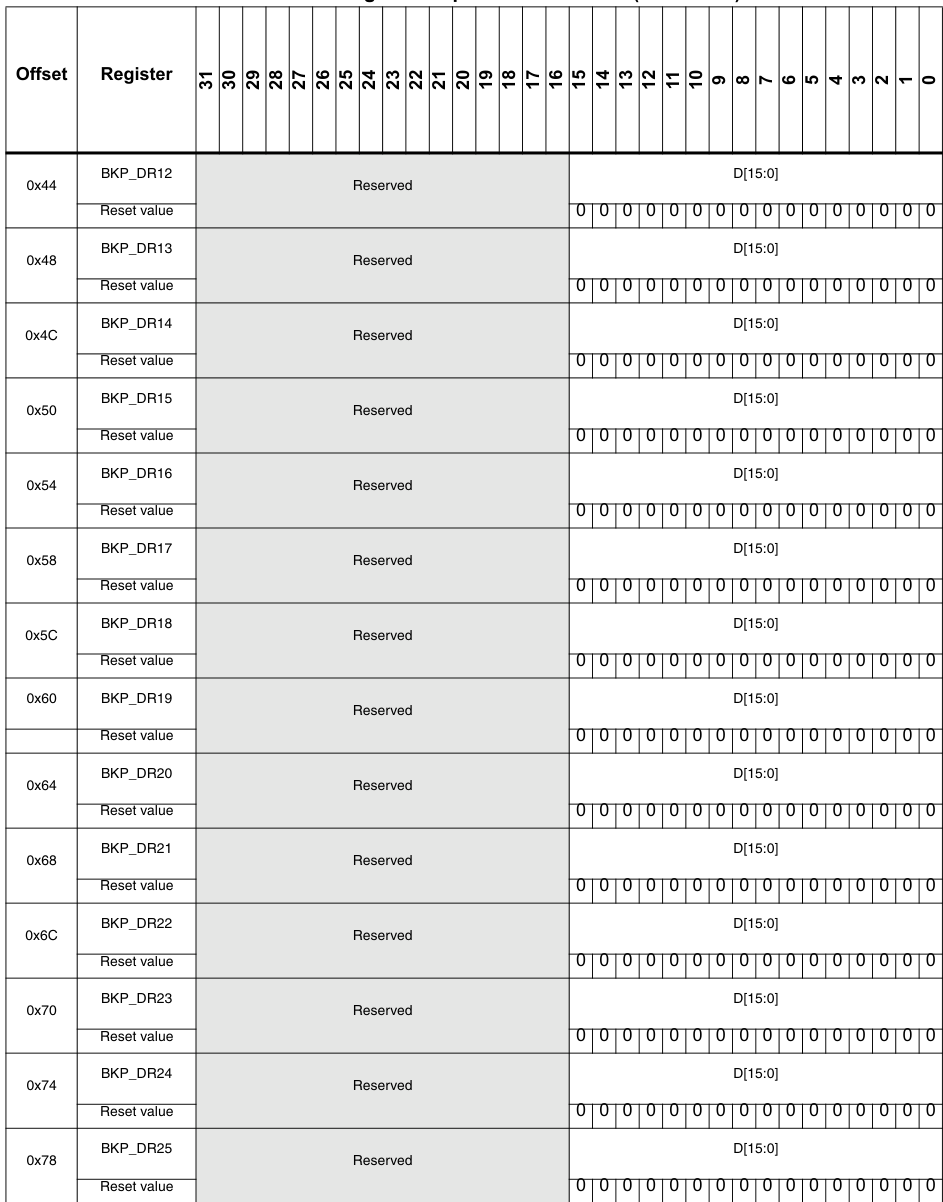 Offset Register 31 30 29 28 27 26 25 24 23 22 21 20 19 18 17 16 15 14 13 12 11 10 9 8 7 6 5 4 3 2 1 0
0x44 BKP_DR12 Reserved D[15:0]
Reset value 0 0 0 0 0 0 0 0 0 0 0 0 0 0 0 0
0x48 BKP_DR13 Reserved D[15:0]
Reset value 0 0 0 0 0 0 0 0 0 0 0 0 0 0 0 0
0x4C BKP_DR14 Reserved D[15:0]
Reset value 0 0 0 0 0 0 0 0 0 0 0 0 0 0 0 0
0x50 BKP_DR15 Reserved D[15:0]
Reset value 0 0 0 0 0 0 0 0 0 0 0 0 0 0 0 0
0x54 BKP_DR16 Reserved D[15:0]
Reset value 0 0 0 0 0 0 0 0 0 0 0 0 0 0 0 0
0x58 BKP_DR17 Reserved D[15:0]
Reset value 0 0 0 0 0 0 0 0 0 0 0 0 0 0 0 0
0x5C BKP_DR18 Reserved D[15:0]
Reset value 0 0 0 0 0 0 0 0 0 0 0 0 0 0 0 0
0x60 BKP_DR19 Reserved D[15:0]
Reset value 0 0 0 0 0 0 0 0 0 0 0 0 0 0 0 0
0x64 BKP_DR20 Reserved D[15:0]
Reset value 0 0 0 0 0 0 0 0 0 0 0 0 0 0 0 0
0x68 BKP_DR21 Reserved D[15:0]
Reset value 0 0 0 0 0 0 0 0 0 0 0 0 0 0 0 0
0x6C BKP_DR22 Reserved D[15:0]
Reset value 0 0 0 0 0 0 0 0 0 0 0 0 0 0 0 0
0x70 BKP_DR23 Reserved D[15:0]
Reset value 0 0 0 0 0 0 0 0 0 0 0 0 0 0 0 0
0x74 BKP_DR24 Reserved D[15:0]
Reset value 0 0 0 0 0 0 0 0 0 0 0 0 0 0 0 0
0x78 BKP_DR25 Reserved D[15:0]
Reset value 0 0 0 0 0 0 0 0 0 0 0 0 0 0 0 0